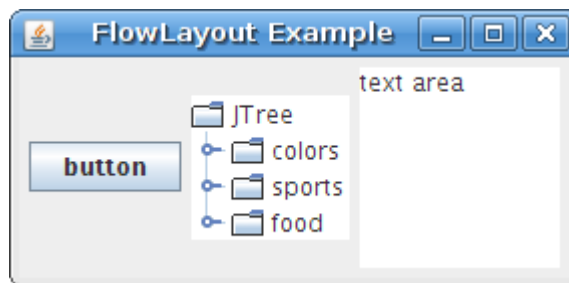 FlowLayout Example
button
JTree
colors
sports
food
text area